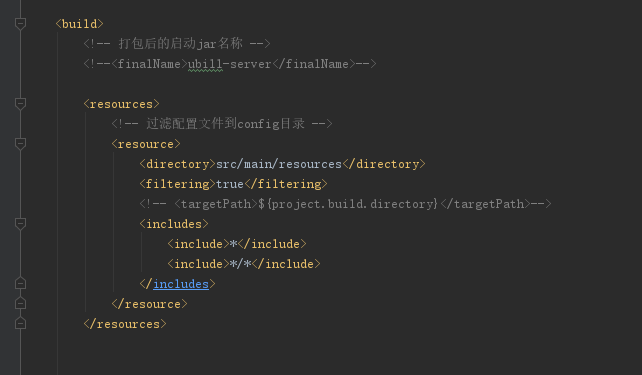 <build>
<!-- 打包后的启动jar名称 -->
<!--<finalName>ubill-server</finalName>-->
<resources>
<!-- 过滤配置文件到config目录 -->
<resource>
<directory>src/main/resources</directory>
<filtering>true</filtering>
<!-- <targetPath>${project.build.directory}</targetPath>-->
<includes>
<include>*</include>
<include>*/*</include>
</includes>
</resource>
</resources>